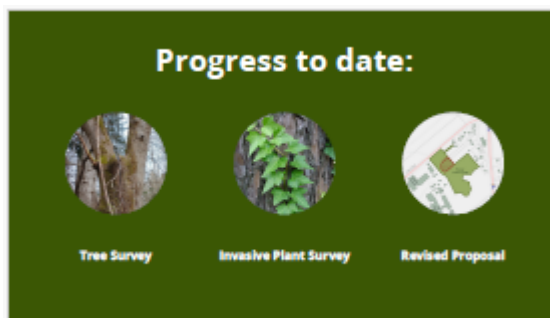 Progress to date:
Tree Survey
Invasive Plant Survey
Revised Proposal